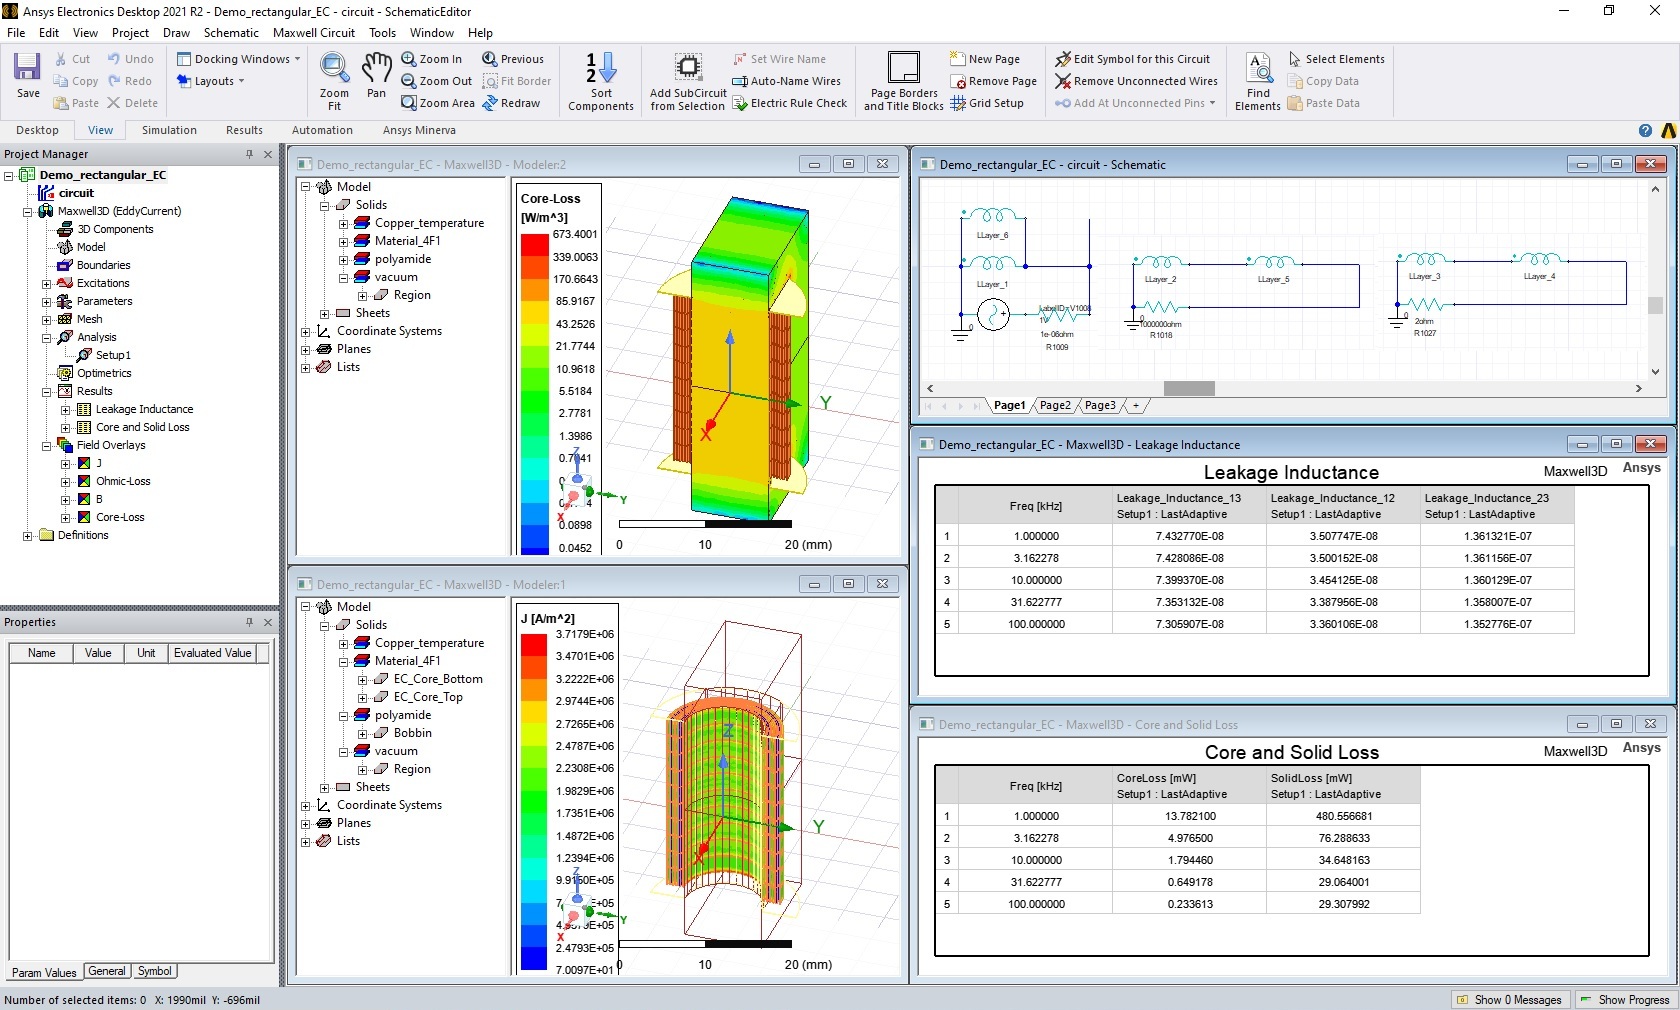 Ansys Electronics Desktop 2021 R2 - Demo_rectangular_EC - circuit - SchematicEditor
File Edit View Project Draw Schematic Maxwell Circuit Tools Window Help
Save
Cut
Copy
Paste
Undo
Redo
Delete
Docking Windows
Layouts
Zoom Fit
Pan
Zoom In
Zoom Out
Zoom Area
Previous
Fit Border
Redraw
Sort Components
Add SubCircuit from Selection
Set Wire Name
Auto-Name Wires
Electric Rule Check
Page Borders and Title Blocks
New Page
Remove Page
Grid Setup
Edit Symbol for this Circuit
Remove Unconnected Wires
Add At Unconnected Pins
Find Elements
Select Elements
Copy Data
Paste Data
Desktop View Simulation Results Automation Ansys Minerva
Project Manager
Demo_rectangular_EC
circuit
Maxwell3D (EddyCurrent)
3D Components
Model
Boundaries
Excitations
Parameters
Mesh
Analysis
Setup1
Optimetrics
Results
Leakage Inductance
Core and Solid Loss
Field Overlays
J
Ohmic-Loss
B
Core-Loss
Definitions
Properties
Name Value Unit Evaluated Value
Param Values General Symbol
Demo_rectangular_EC - Maxwell3D - Modeler:2
Model
Solids
Copper_temperature
Material_4F1
polyamide
vacuum
Region
Sheets
Coordinate Systems
Planes
Lists
Core-Loss
[W/m^3]
673.4001
339.0063
170.6643
85.9167
43.2526
21.7744
10.9618
5.5184
2.7781
1.3986
0.0898
0.0452
X Y
Z Y X
0 10 20 (mm)
Demo_rectangular_EC - Maxwell3D - Modeler:1
Model
Solids
Copper_temperature
Material_4F1
EC_Core_Bottom
EC_Core_Top
polyamide
Bobbin
vacuum
Region
Sheets
Coordinate Systems
Planes
Lists
J [A/m^2]
3.7179E+06
3.4701E+06
3.2222E+06
2.9744E+06
2.7265E+06
2.4787E+06
2.2308E+06
1.9829E+06
1.7351E+06
1.4872E+06
1.2394E+06
2.4793E+05
7.0097E+01
Z Y X
Z Y X
0 10 20 (mm)
Demo_rectangular_EC - circuit - Schematic
LLayer_6
LLayer_1
LabelID=V1008
1V
1e-06ohm
R1009
0
LLayer_2
LLayer_5
0
1000000ohm
R1018
LLayer_3
LLayer_4
0
2ohm
R1027
Page1 Page2 Page3 +
Demo_rectangular_EC - Maxwell3D - Leakage Inductance
Leakage Inductance
Maxwell3D Ansys
Freq [kHz] Leakage_Inductance_13 Setup1 : LastAdaptive Leakage_Inductance_12 Setup1 : LastAdaptive Leakage_Inductance_23 Setup1 : LastAdaptive
1 1.000000 7.432770E-08 3.507747E-08 1.361321E-07
2 3.162278 7.428086E-08 3.500152E-08 1.361156E-07
3 10.000000 7.399370E-08 3.454125E-08 1.360129E-07
4 31.622777 7.353132E-08 3.387956E-08 1.358007E-07
5 100.000000 7.305907E-08 3.360106E-08 1.352776E-07
Demo_rectangular_EC - Maxwell3D - Core and Solid Loss
Core and Solid Loss
Maxwell3D Ansys
Freq [kHz] CoreLoss [mW] Setup1 : LastAdaptive SolidLoss [mW] Setup1 : LastAdaptive
1 1.000000 13.782100 480.556681
2 3.162278 4.976500 76.288633
3 10.000000 1.794460 34.648163
4 31.622777 0.649178 29.064001
5 100.000000 0.233613 29.307992
Number of selected items: 0 X: 1990mil Y: -696mil
Show 0 Messages Show Progress